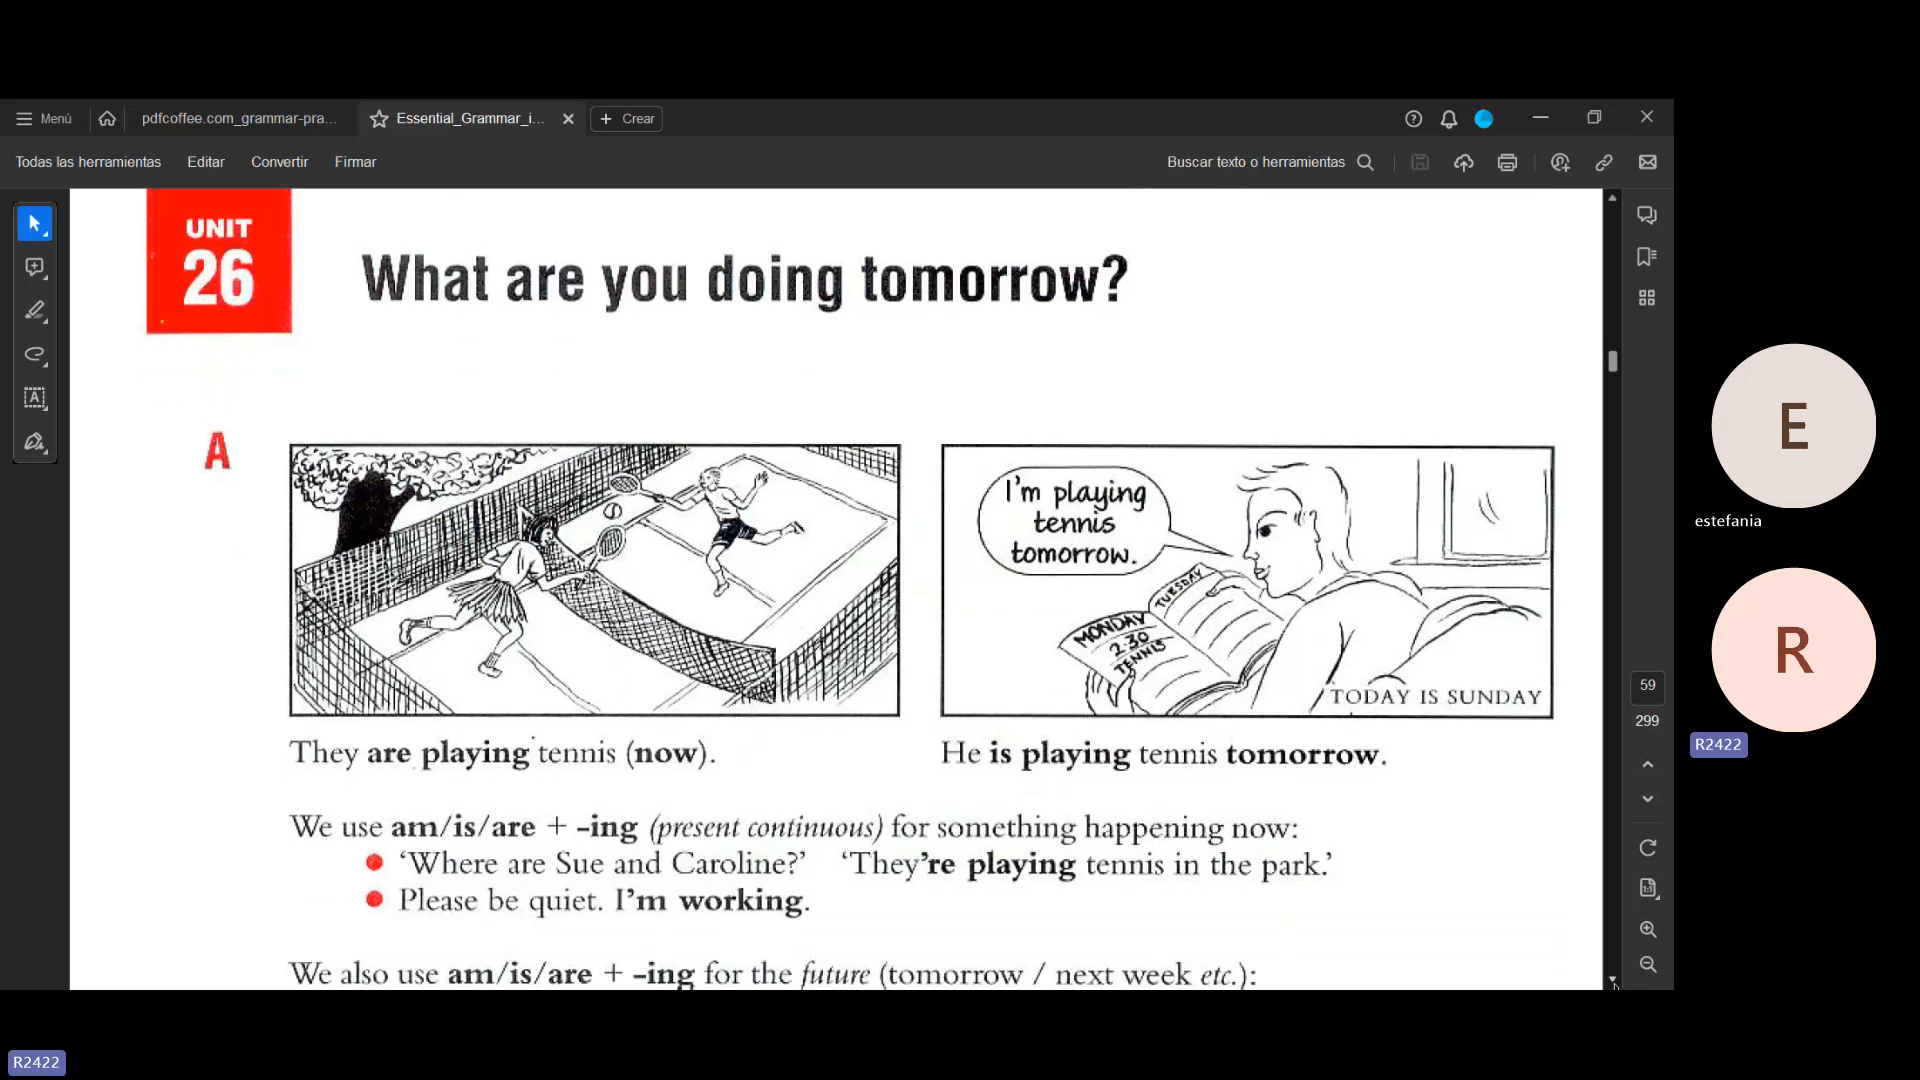 Menú
pdfcoffee.com_grammar-pra...
Essential_Grammar_i...
Crear
Todas las herramientas
Editar
Convertir
Firmar
Buscar texto o herramientas
UNIT
26
What are you doing tomorrow?
A
I'm playing
tennis
tomorrow.
TUESDAY
MONDAY
2.30
TENNIS
TODAY IS SUNDAY
They are playing tennis (now).
He is playing tennis tomorrow.
We use am/is/are + -ing (present continuous) for something happening now:
‘Where are Sue and Caroline?’ ‘They’re playing tennis in the park.’
Please be quiet. I’m working.
We also use am/is/are + -ing for the future (tomorrow / next week etc.):
59
299
1:1
E
estefania
R
R2422
R2422